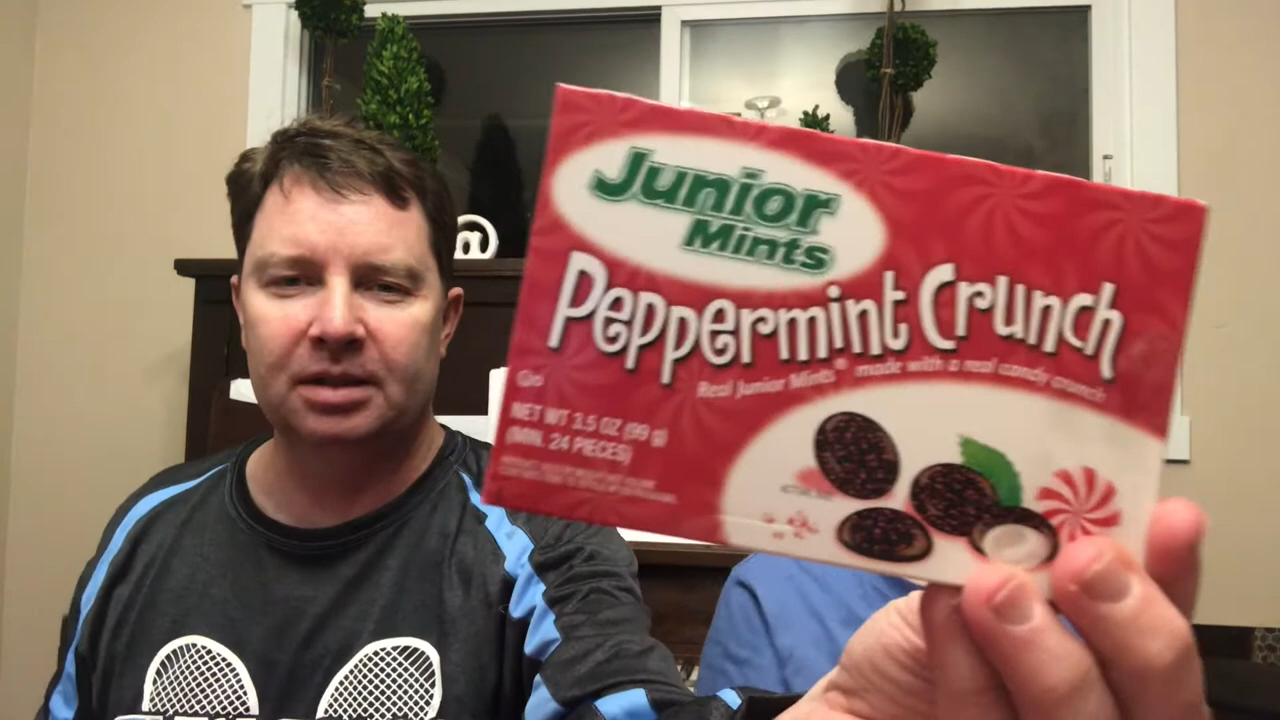 Junior
Mints
Peppermint Crunch
Real Junior Mints® made with a real candy crunch
NET WT 3.5 OZ (99 g)
(MIN. 24 PIECES)
@